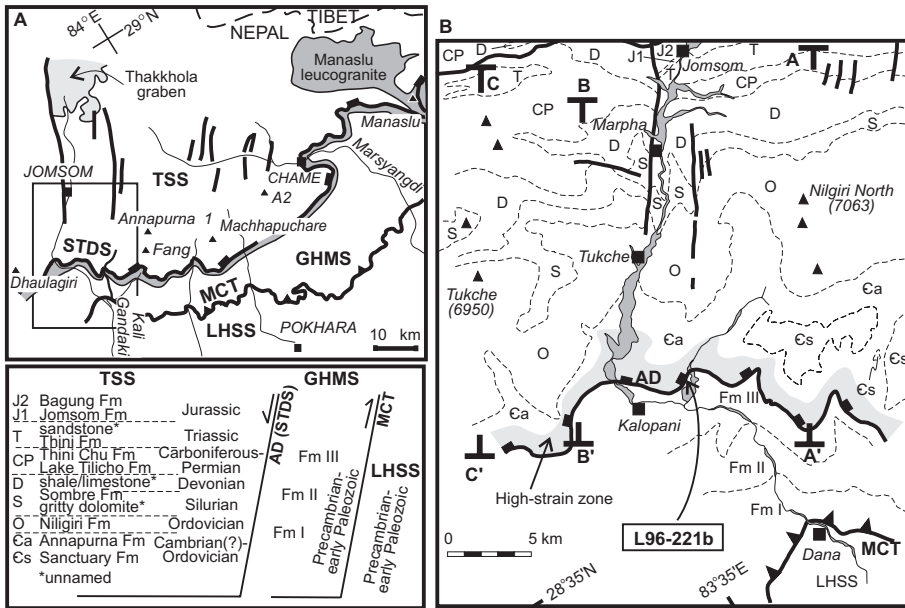 A
84°E
29°N
TIBET
NEPAL
Manaslu
leucogranite
Thakkhola
graben
Manaslu
Marsyangdi
JOMSOM
TSS
CHAME
A2
Annapurna 1
Machhapuchare
STDS
Fang
GHMS
Dhaulagiri
MCT
Kali
Gandaki
LHSS
POKHARA
10 km
TSS
GHMS
J2 Bagung Fm
J1 Jomsom Fm
Jurassic
sandstone*
T Thini Fm
Triassic
CP Thini Chu Fm
Lake Tilicho Fm
Carboniferous-
Permian
D shale/limestone*
Devonian
S Sombre Fm
gritty dolomite*
Silurian
O Niligiri Fm
Ordovician
Єa Annapurna Fm
Єs Sanctuary Fm
Cambrian(?)-
Ordovician
*unnamed
AD (STDS)
Fm III
Fm II
Fm I
Precambrian-
early Paleozoic
MCT
LHSS
Precambrian-
early Paleozoic
B
CP D D J1 J2 T A
T Jomsom
C T CP
B CP D
Marpha
D S D S
S S
D O Nilgiri North
(7063)
S
S Tukche O
Tukche
(6950)
Єa Єs
O Єs
AD Єs
Єa Fm III
Kalopani
C' B' A'
High-strain zone
Fm II
Fm I
L96-221b
0 5 km
Dana MCT
LHSS
28°35'N
83°35'E